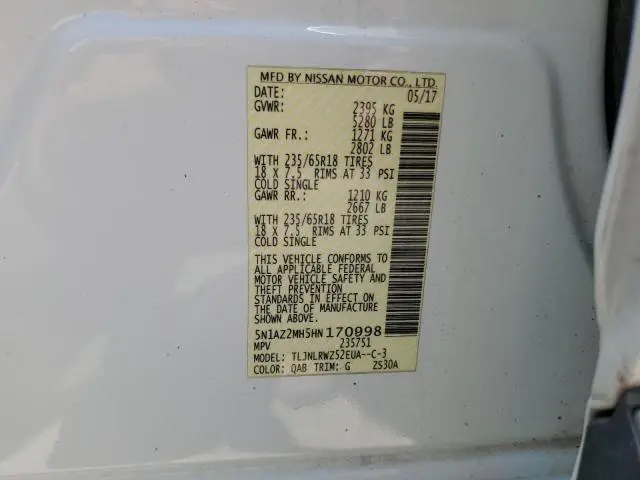 MFD BY NISSAN MOTOR CO., LTD.
DATE: 05/17
GVWR: 2395 KG
5280 LB
GAWR FR.: 1271 KG
2802 LB
WITH 235/65R18 TIRES
18 X 7.5 RIMS AT 33 PSI
COLD SINGLE
GAWR RR.: 1210 KG
2667 LB
WITH 235/65R18 TIRES
18 X 7.5 RIMS AT 33 PSI
COLD SINGLE
THIS VEHICLE CONFORMS TO
ALL APPLICABLE FEDERAL
MOTOR VEHICLE SAFETY AND
THEFT PREVENTION
STANDARDS IN EFFECT ON
THE DATE OF MANUFACTURE
SHOWN ABOVE.
5N1AZ2MH5HN170998
MPV 235751
MODEL: TLJNLRWZ52EUA--C-3
COLOR: QAB TRIM: G ZS30A